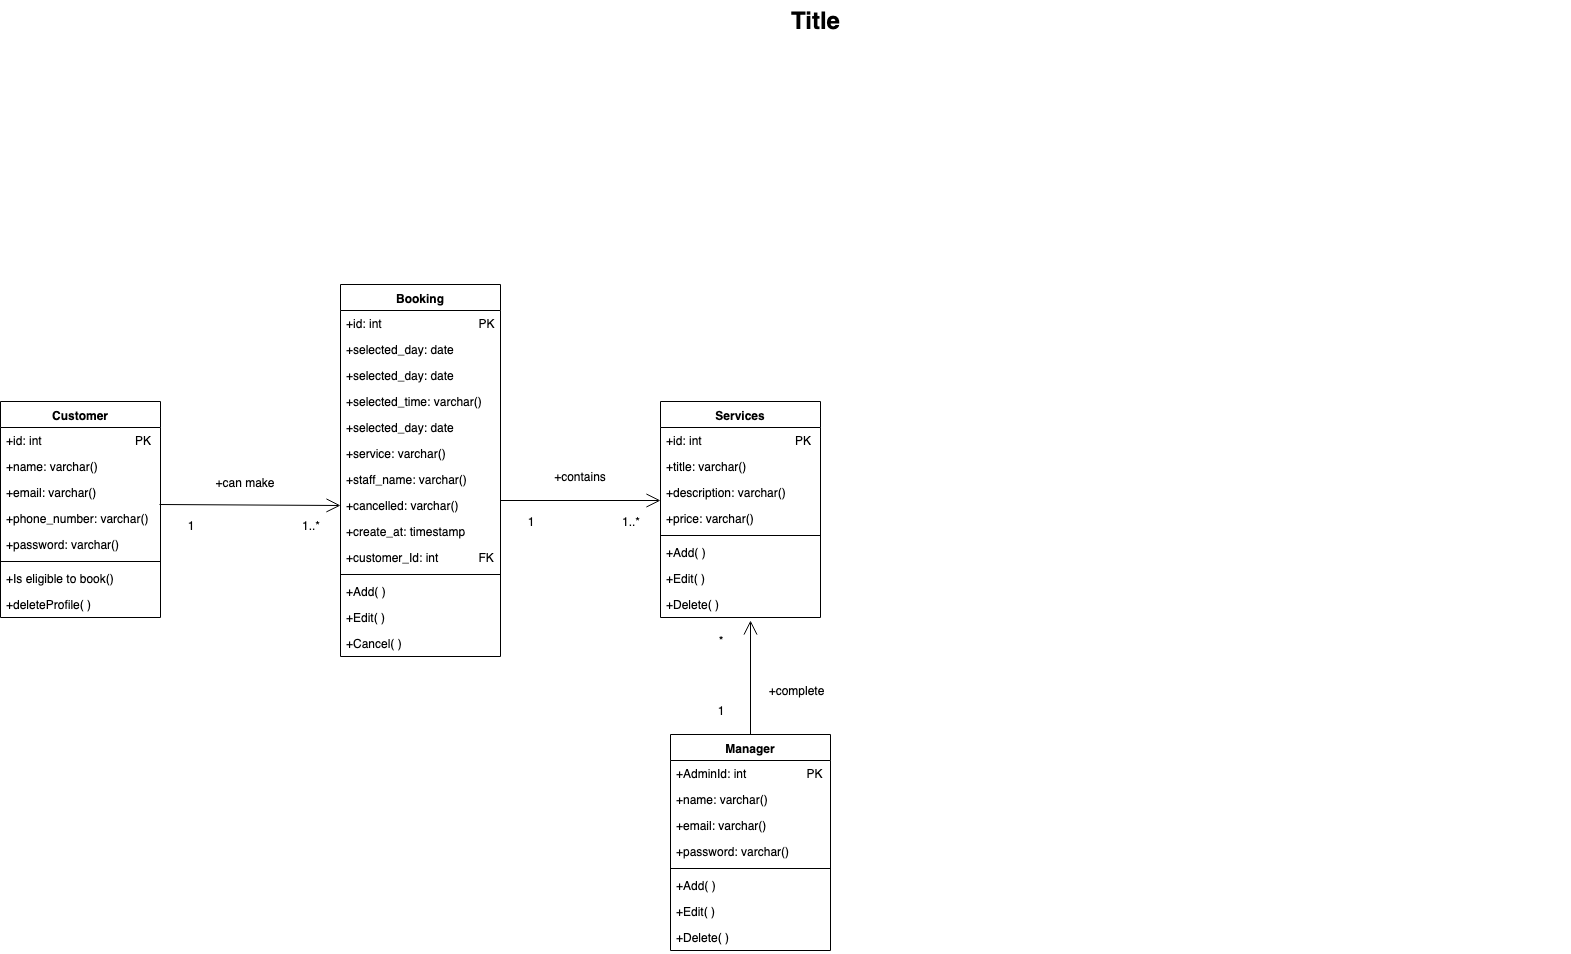 Title
Customer
+id: int PK
+name: varchar()
+email: varchar()
+phone_number: varchar()
+password: varchar()
+Is eligible to book()
+deleteProfile( )
+can make
1
1..*
Booking
+id: int PK
+selected_day: date
+selected_day: date
+selected_time: varchar()
+selected_day: date
+service: varchar()
+staff_name: varchar()
+cancelled: varchar()
+create_at: timestamp
+customer_Id: int FK
+Add( )
+Edit( )
+Cancel( )
+contains
1
1..*
Services
+id: int PK
+title: varchar()
+description: varchar()
+price: varchar()
+Add( )
+Edit( )
+Delete( )
*
+complete
1
Manager
+AdminId: int PK
+name: varchar()
+email: varchar()
+password: varchar()
+Add( )
+Edit( )
+Delete( )